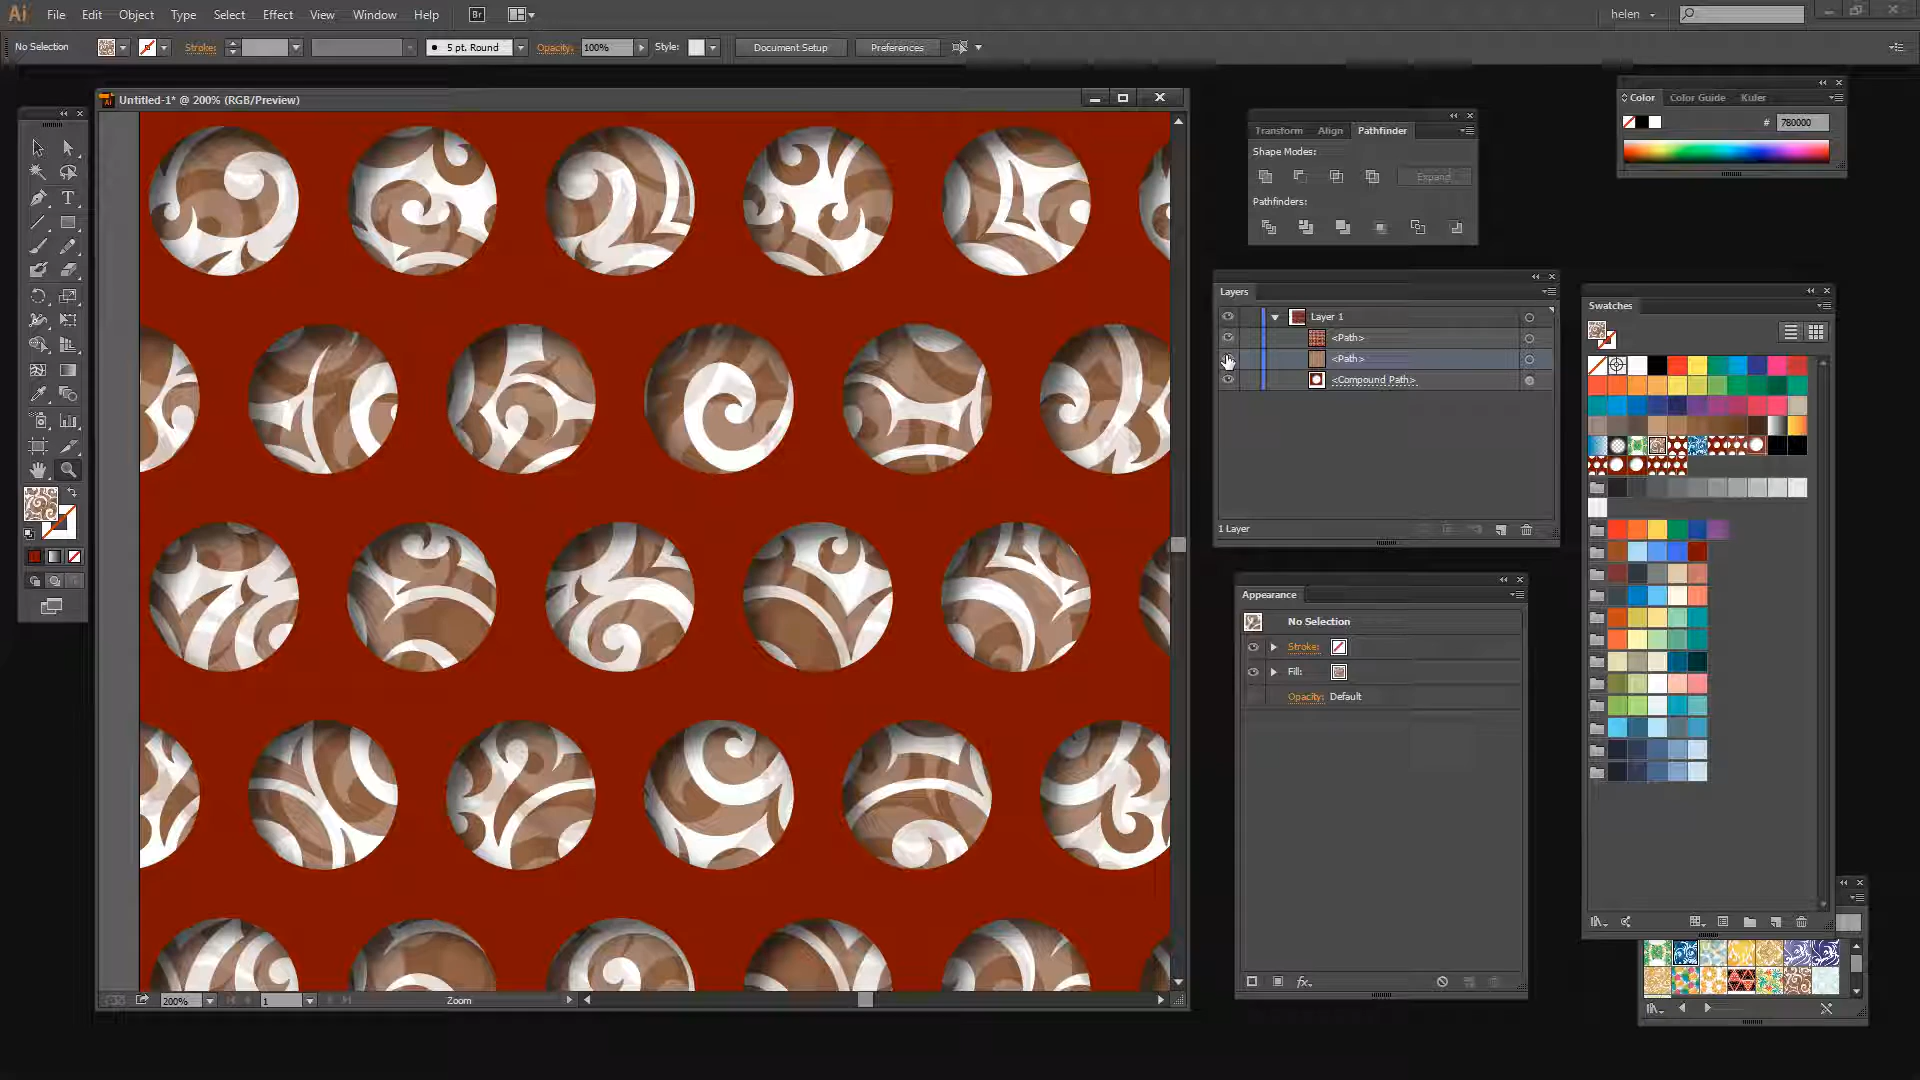 Ai File Edit Object Type Select Effect View Window Help Br helen
No Selection Stroke: 5 pt. Round Opacity: 100% Style: Document Setup Preferences
Untitled-1* @ 200% (RGB/Preview)
Color Color Guide Kuler
# 780000
Transform Align Pathfinder
Shape Modes:
Expand
Pathfinders:
Layers
Layer 1
<Path>
<Path>
<Compound Path>
1 Layer
Swatches
Appearance
No Selection
Stroke:
Fill:
Opacity: Default
200% 1 Zoom